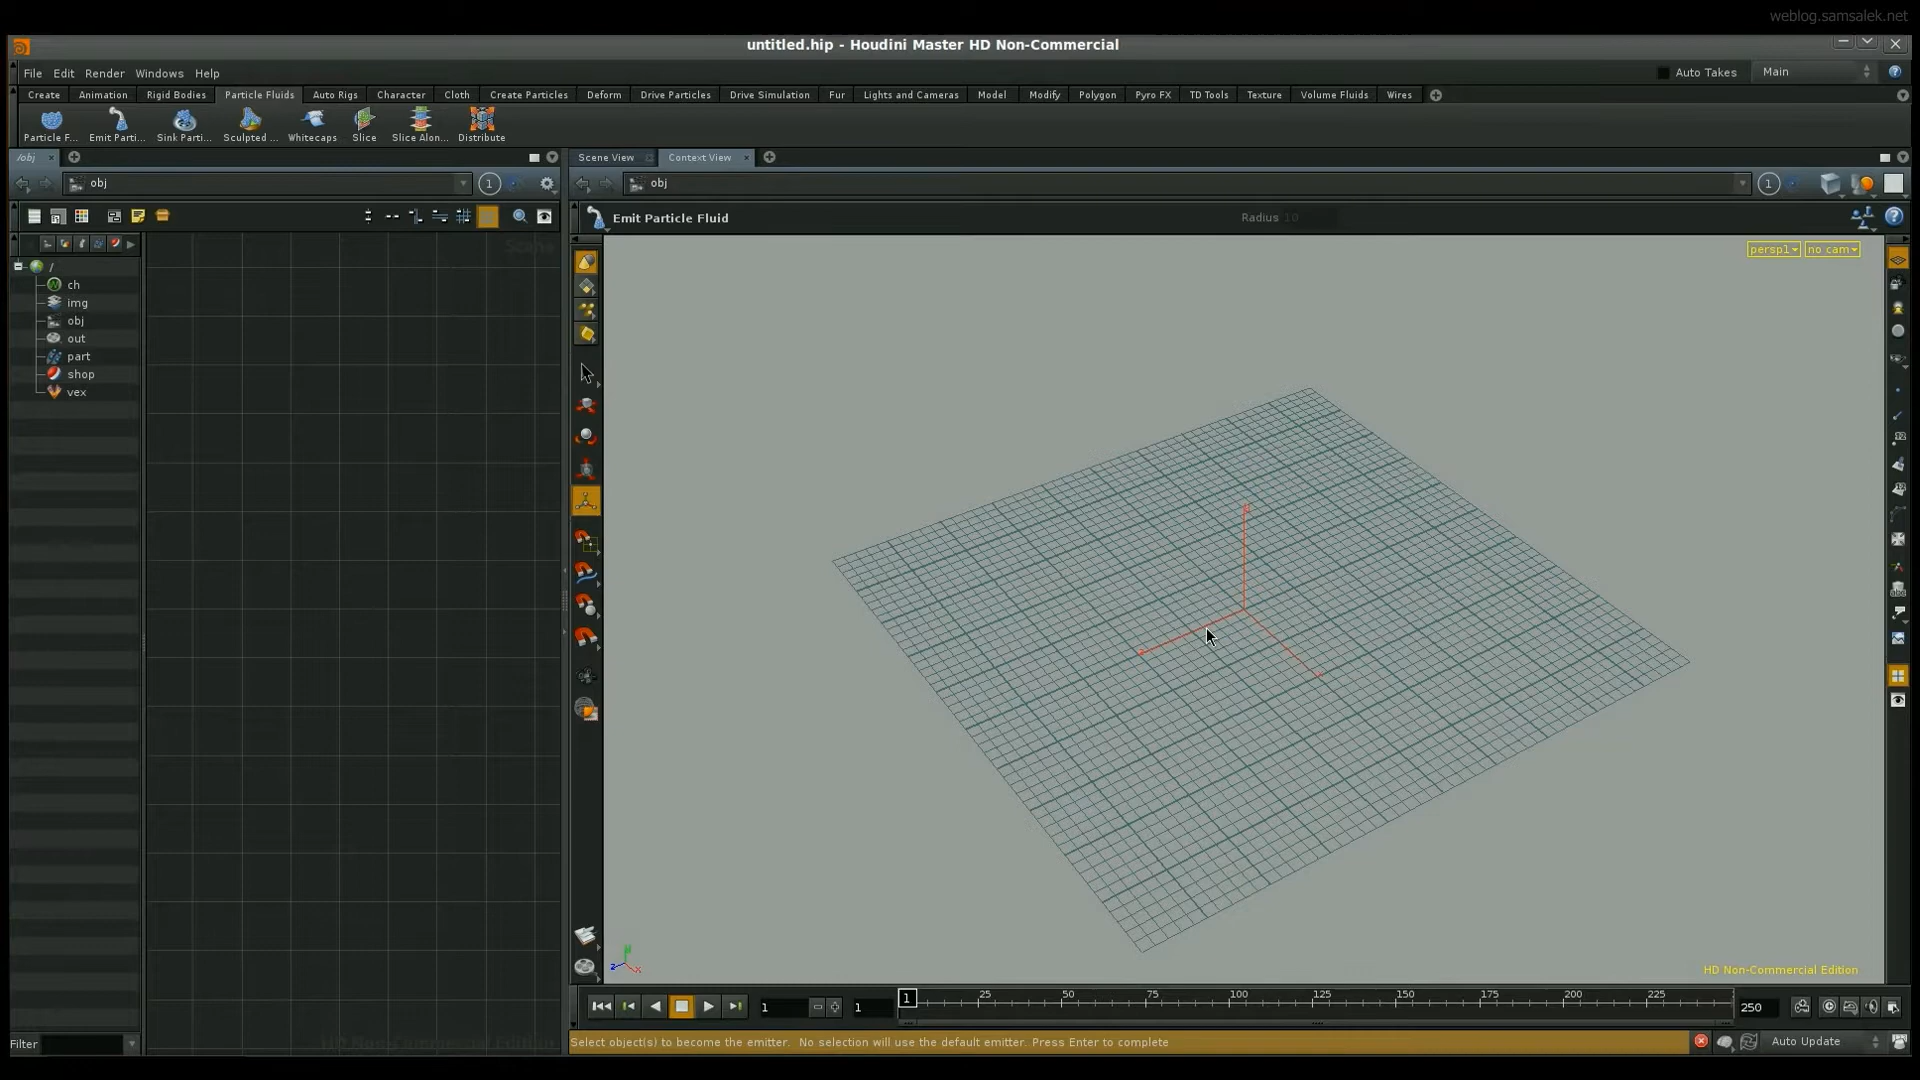 weblog.samsalek.net
untitled.hip - Houdini Master HD Non-Commercial
File Edit Render Windows Help
Auto Takes Main
Create Animation Rigid Bodies Particle Fluids Auto Rigs Character Cloth Create Particles Deform Drive Particles Drive Simulation Fur Lights and Cameras Model Modify Polygon Pyro FX TD Tools Texture Volume Fluids Wires
Particle F... Emit Parti... Sink Parti... Sculpted ... Whitecaps Slice Slice Alon... Distribute
/obj
Scene View Context View
obj 1
obj 1
Emit Particle Fluid Radius 10
persp1 no cam
/
ch
img
obj
out
part
shop
vex
HD Non-Commercial Edition
1 1 1 25 50 75 100 125 150 175 200 225 250
Filter
Select object(s) to become the emitter. No selection will use the default emitter. Press Enter to complete
Auto Update